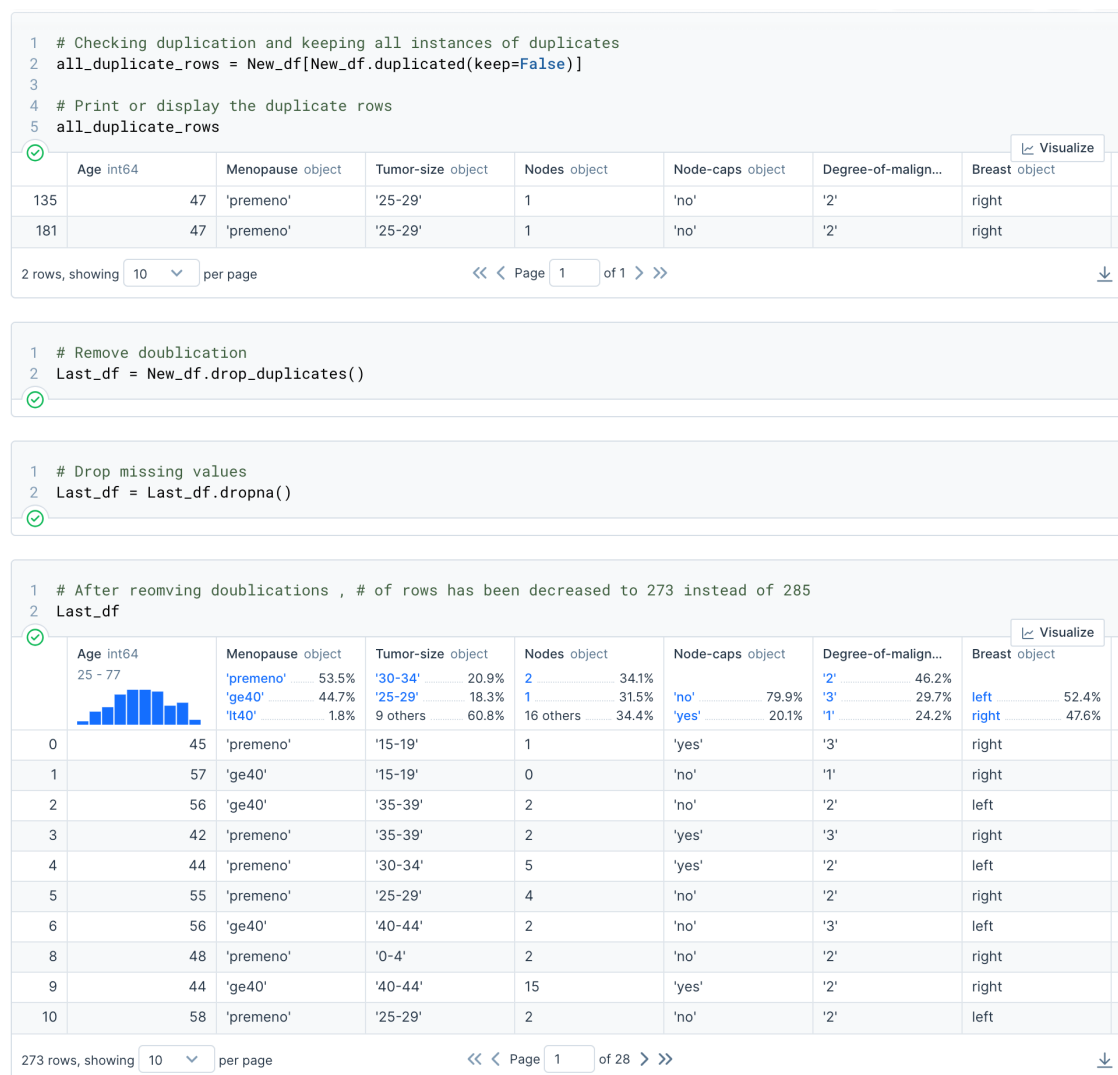 1 # Checking duplication and keeping all instances of duplicates
2 all_duplicate_rows = New_df[New_df.duplicated(keep=False)]
3
4 # Print or display the duplicate rows
5 all_duplicate_rows
Visualize
Age int64 Menopause object Tumor-size object Nodes object Node-caps object Degree-of-malign... Breast object
135 47 'premeno' '25-29' 1 'no' '2' right
181 47 'premeno' '25-29' 1 'no' '2' right
2 rows, showing 10 per page Page 1 of 1
1 # Remove doublication
2 Last_df = New_df.drop_duplicates()
1 # Drop missing values
2 Last_df = Last_df.dropna()
1 # After reomving doublications , # of rows has been decreased to 273 instead of 285
2 Last_df
Visualize
Age int64 Menopause object Tumor-size object Nodes object Node-caps object Degree-of-malign... Breast object
25 - 77 'premeno' 53.5% '30-34' 20.9% 2 34.1% '2' 46.2%
'ge40' 44.7% '25-29' 18.3% 1 31.5% 'no' 79.9% '3' 29.7% left 52.4%
'lt40' 1.8% 9 others 60.8% 16 others 34.4% 'yes' 20.1% '1' 24.2% right 47.6%
0 45 'premeno' '15-19' 1 'yes' '3' right
1 57 'ge40' '15-19' 0 'no' '1' right
2 56 'ge40' '35-39' 2 'no' '2' left
3 42 'premeno' '35-39' 2 'yes' '3' right
4 44 'premeno' '30-34' 5 'yes' '2' left
5 55 'premeno' '25-29' 4 'no' '2' right
6 56 'ge40' '40-44' 2 'no' '3' left
8 48 'premeno' '0-4' 2 'no' '2' right
9 44 'ge40' '40-44' 15 'yes' '2' right
10 58 'premeno' '25-29' 2 'no' '2' left
273 rows, showing 10 per page Page 1 of 28